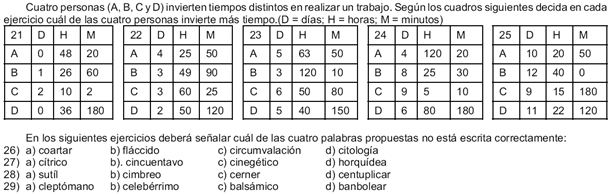 Cuatro personas (A, B, C y D) invierten tiempos distintos en realizar un trabajo. Según los cuadros siguientes decida en cada
ejercicio cuál de las cuatro personas invierte más tiempo.(D = días; H = horas; M = minutos)
21 D H M 22 D H M 23 D H M 24 D H M 25 D H M
A 0 48 20 A 4 25 50 A 5 63 50 A 4 120 20 A 10 20 50
B 1 26 60 B 3 49 90 B 3 120 10 B 8 25 30 B 12 40 0
C 2 10 2 C 3 60 25 C 6 50 80 C 9 5 10 C 9 15 180
D 0 36 180 D 2 50 120 D 5 40 150 D 6 80 180 D 11 22 120
En los siguientes ejercicios deberá señalar cuál de las cuatro palabras propuestas no está escrita correctamente:
26) a) coartar b) fláccido c) circumvalación d) citología
27) a) cítrico b). cincuentavo c) cinegético d) horquídea
28) a) sutíl b) cimbreo c) cerner d) centuplicar
29) a) cleptómano b) celebérrimo c) balsámico d) banbolear